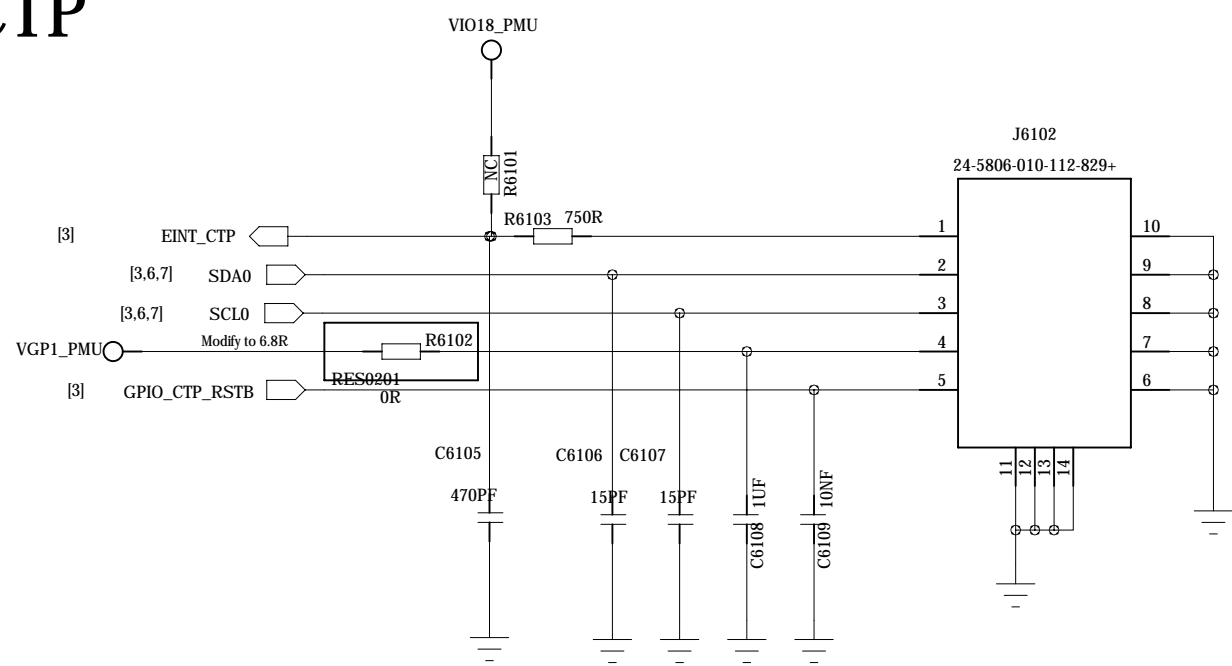 CTP
VIO18_PMU
NC
R6101
J6102
24-5806-010-112-829+
[3]
EINT_CTP
R6103
750R
1
10
[3,6,7]
SDA0
2
9
[3,6,7]
SCL0
3
8
VGP1_PMU
Modify to 6.8R
R6102
4
7
[3]
GPIO_CTP_RSTB
RES0201
0R
5
6
11
12
13
14
C6105
470PF
C6106
15PF
C6107
15PF
1UF
C6108
10NF
C6109